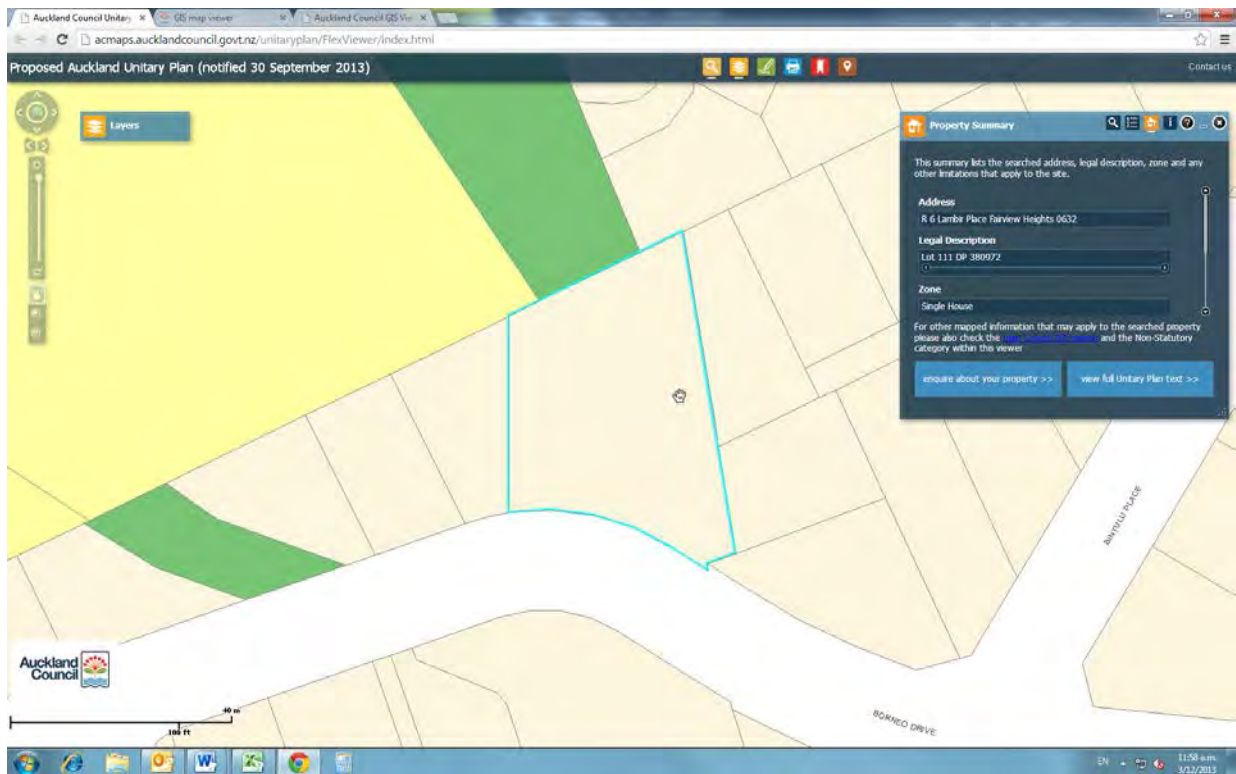 Auckland Council Unitary
GIS map viewer
Auckland Council GIS Vie
acmaps.aucklandcouncil.govt.nz/unitaryplan/FlexViewer/index.html
Proposed Auckland Unitary Plan (notified 30 September 2013)
Contact us
Layers
Property Summary
This summary lists the searched address, legal description, zone and any
other limitations that apply to the site.
Address
R 6 Lambir Place Fairview Heights 0632
Legal Description
Lot 111 DP 380972
Zone
Single House
For other mapped information that may apply to the searched property
please also check the
and the Non-Statutory
category within this viewer
enquire about your property >>
view full Unitary Plan text >>
BINTULU PLACE
BORNEO DRIVE
Auckland
Council
40 m
100 ft
EN
11:58 a.m.
3/12/2013